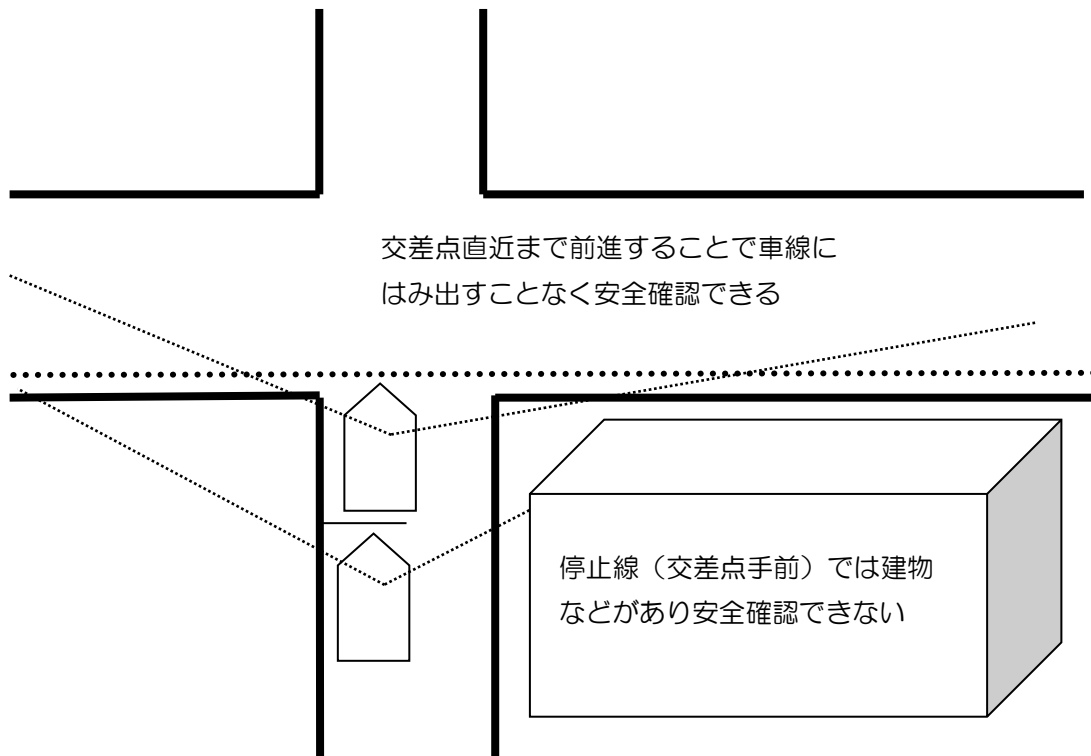 交差点直近まで前進することで車線に
はみ出すことなく安全確認できる
停止線（交差点手前）では建物
などがあり安全確認できない